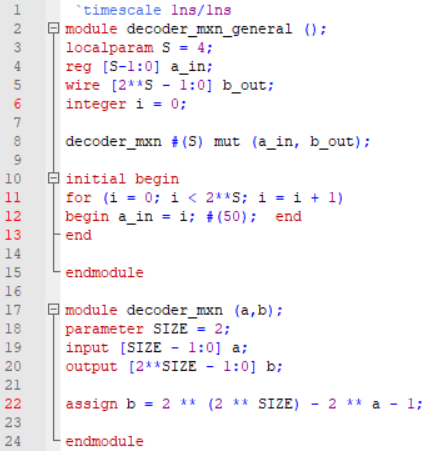 1 `timescale 1ns/1ns
2 module decoder_mxn_general ();
3 localparam S = 4;
4 reg [S-1:0] a_in;
5 wire [2**S - 1:0] b_out;
6 integer i = 0;
7
8 decoder_mxn #(S) mut (a_in, b_out);
9
10 initial begin
11 for (i = 0; i < 2**S; i = i + 1)
12 begin a_in = i; #(50);  end
13 end
14
15 endmodule
16
17 module decoder_mxn (a,b);
18 parameter SIZE = 2;
19 input [SIZE - 1:0] a;
20 output [2**SIZE - 1:0] b;
21
22 assign b = 2 ** (2 ** SIZE) - 2 ** a - 1;
23
24 endmodule